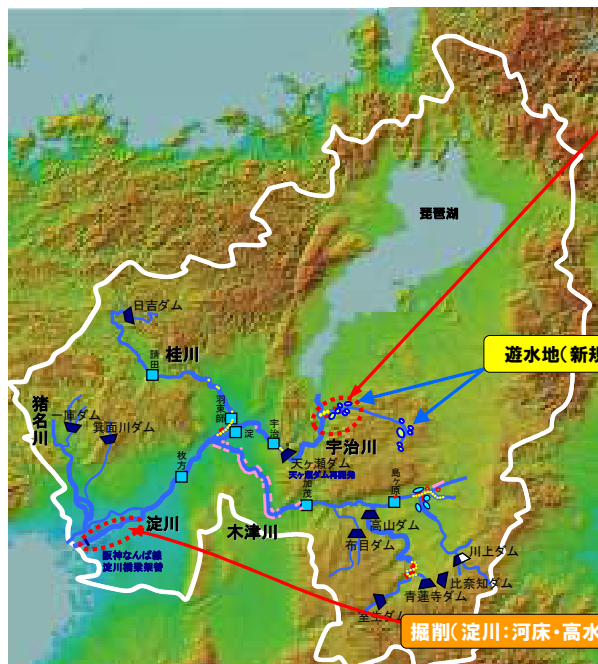 琵琶湖
日吉ダム
請田
桂川
遊水地(新規
猪名川
一庫ダム
箕面川ダム
羽束師
淀
宇治
宇治川
天ヶ瀬ダム
天ヶ瀬ダム再開発
枚方
加茂
島ヶ原
淀川
木津川
高山ダム
布目ダム
阪神なんば線
淀川橋梁架替
川上ダム
比奈知ダム
青蓮寺ダム
室生ダム
掘削(淀川:河床・高水